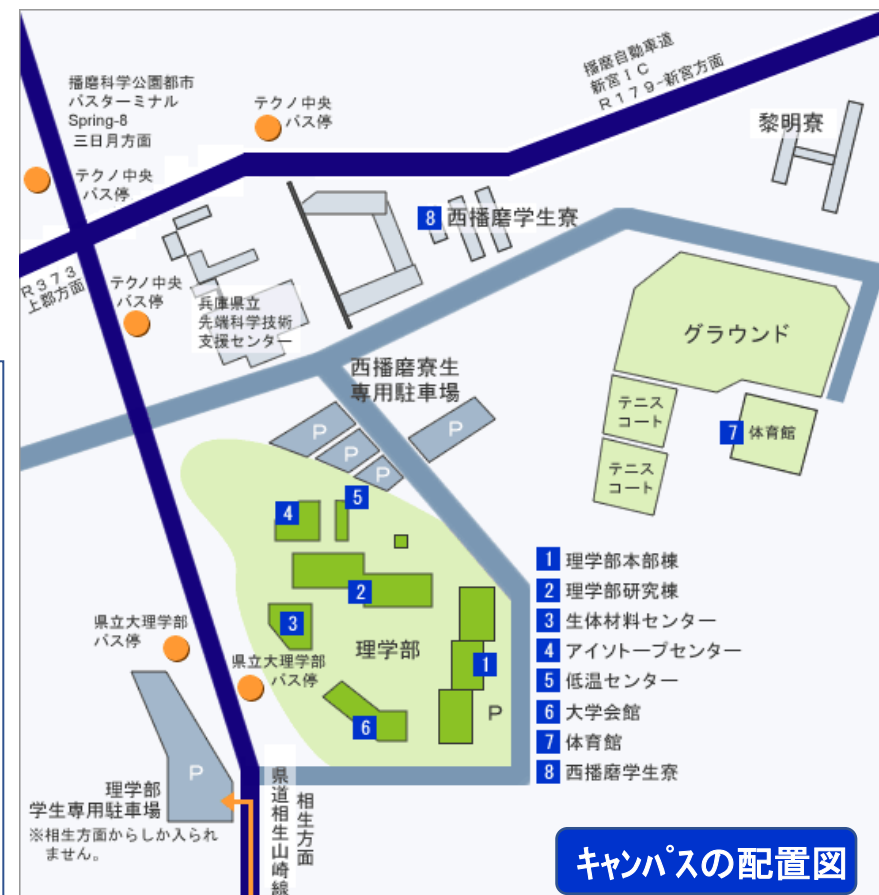 播磨自動車道
新宮IC
R179-新宮方面
播磨科学公園都市
バスターミナル
Spring-8
三日月方面
テクノ中央
バス停
黎明寮
テクノ中央
バス停
8 西播磨学生寮
R373
上郡方面
テクノ中央
バス停
兵庫県立
先端科学技術
支援センター
グラウンド
西播磨寮生
専用駐車場
テニス
コート
P
P
P
P
7 体育館
テニス
コート
4
5
2
3
理学部
1
6
P
県立大理学部
バス停
県立大理学部
バス停
1 理学部本部棟
2 理学部研究棟
3 生体材料センター
4 アイソトープセンター
5 低温センター
6 大学会館
7 体育館
8 西播磨学生寮
P
理学部
学生専用駐車場
※相生方面からしか入られ
ません。
県道相生山崎線
相生方面
キャンパスの配置図